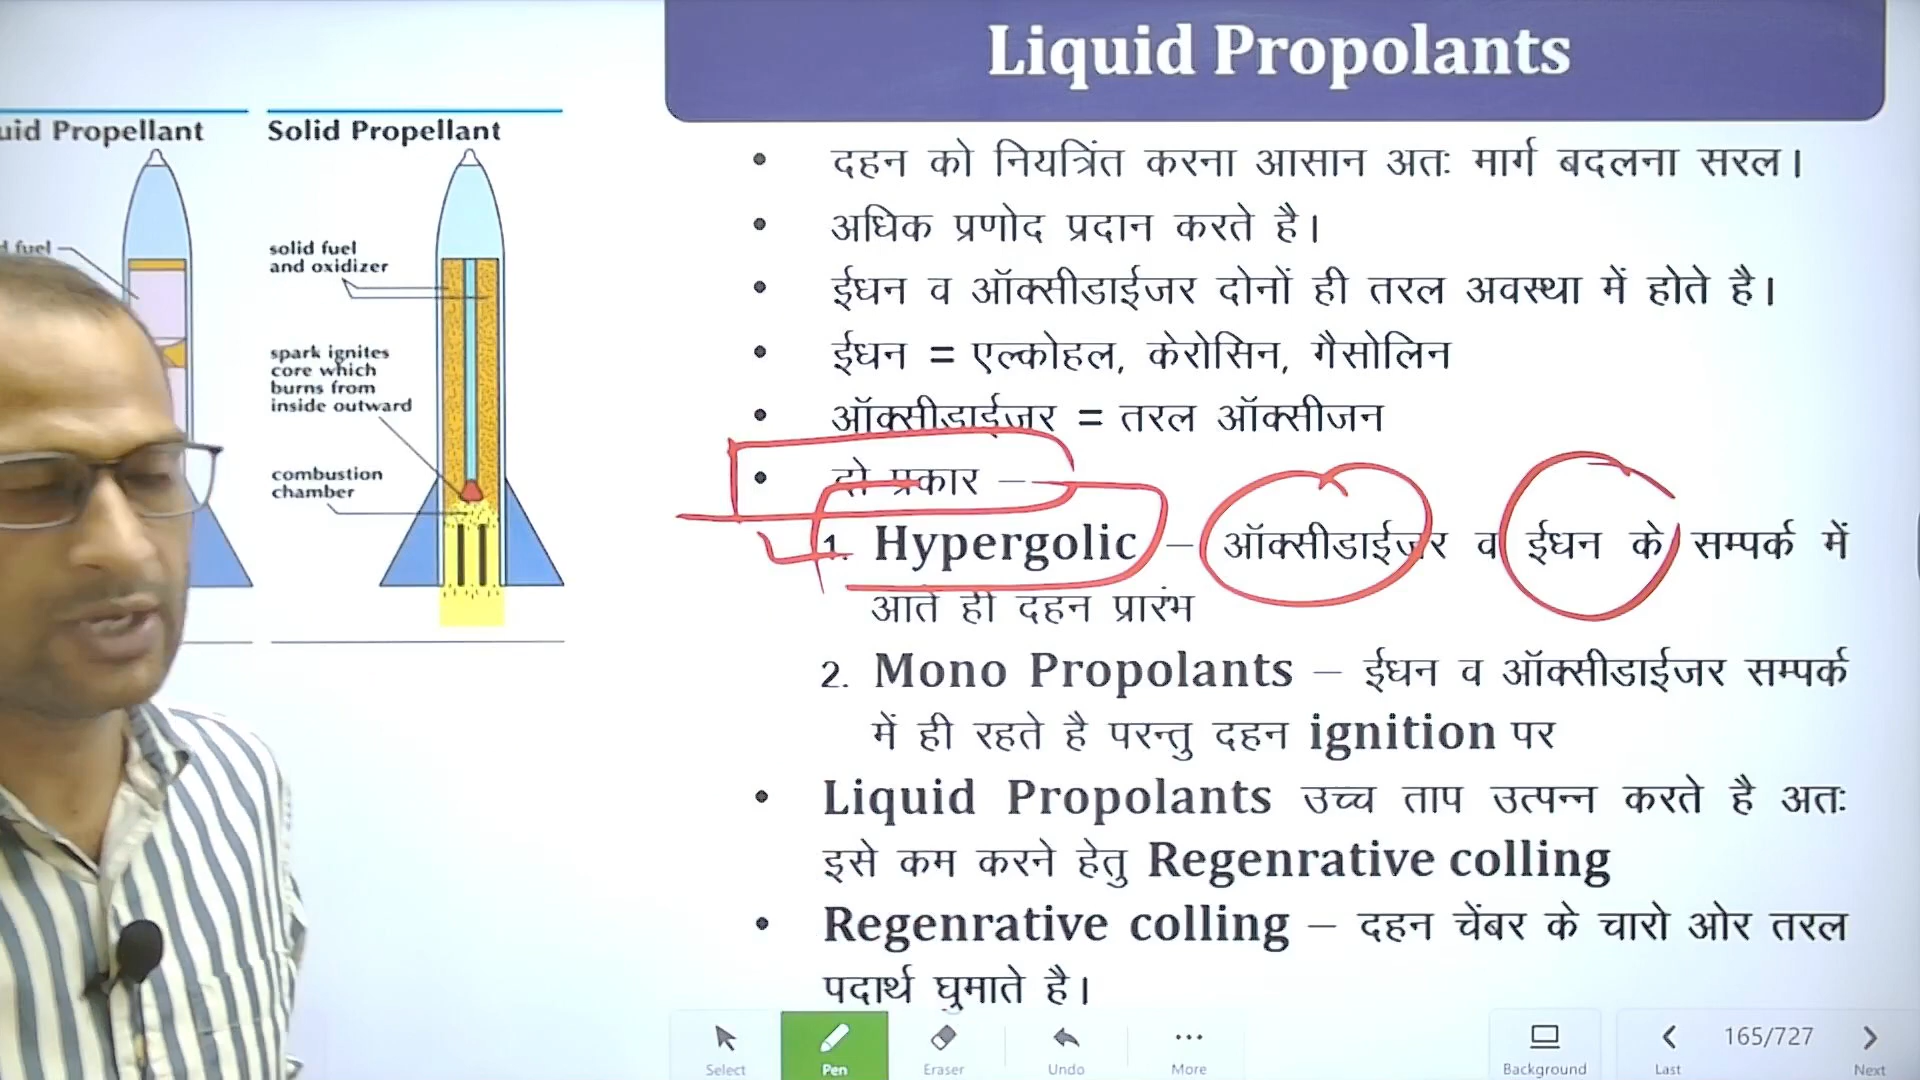 Liquid Propolants
uid Propellant
Solid Propellant
d fuel
solid fuel
and oxidizer
spark ignites
core which
burns from
inside outward
combustion
chamber
• दहन को नियत्रिंत करना आसान अतः मार्ग बदलना सरल।
• अधिक प्रणोद प्रदान करते है।
• ईधन व ऑक्सीडाईजर दोनों ही तरल अवस्था में होते है।
• ईधन = एल्कोहल, केरोसिन, गैसोलिन
• ऑक्सीडाईजर = तरल ऑक्सीजन
• दो प्रकार –
1. Hypergolic – ऑक्सीडाईजर व ईधन के सम्पर्क में
आते ही दहन प्रारंभ
2. Mono Propolants – ईधन व ऑक्सीडाईजर सम्पर्क
में ही रहते है परन्तु दहन ignition पर
• Liquid Propolants उच्च ताप उत्पन्न करते है अतः
इसे कम करने हेतु Regenrative colling
• Regenrative colling – दहन चेंबर के चारो ओर तरल
पदार्थ घुमाते है।
Select Pen Eraser Undo More Background Last 165/727 Next